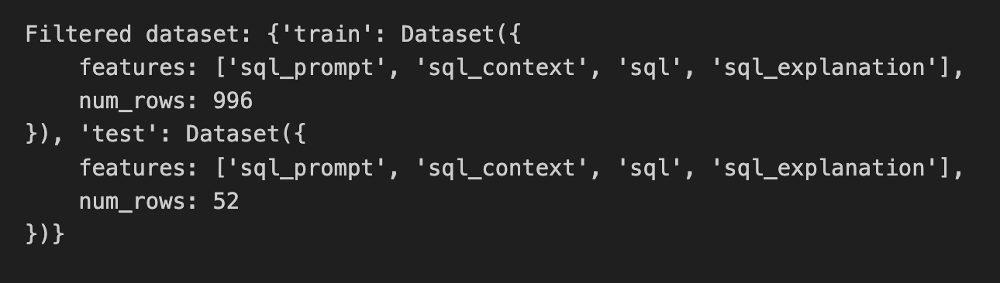 Filtered dataset: {'train': Dataset({
    features: ['sql_prompt', 'sql_context', 'sql', 'sql_explanation'],
    num_rows: 996
}), 'test': Dataset({
    features: ['sql_prompt', 'sql_context', 'sql', 'sql_explanation'],
    num_rows: 52
})}